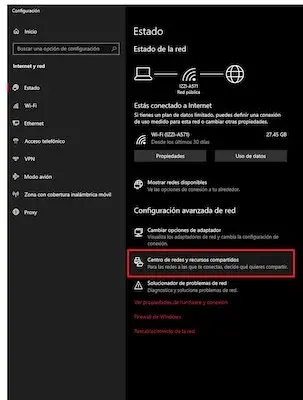 Configuración
Inicio
Buscar una opción de configuración
Internet y red
Estado
Wi-Fi
Ethernet
Acceso telefónico
VPN
Modo avión
Zona con cobertura inalámbrica móvil
Proxy
Estado
Estado de la red
IZZI-A571
Red pública
Estás conectado a Internet
Si tienes un plan de datos limitado, puedes definir una conexión
de uso medido para esta red o cambiar otras propiedades.
Wi-Fi (IZZI-A571)
27,45 GB
Desde los últimos 30 días
Propiedades
Uso de datos
Mostrar redes disponibles
Ve las opciones de conexión a tu alrededor.
Configuración avanzada de red
Cambiar opciones de adaptador
Visualiza los adaptadores de red y cambia la configuración de
conexión.
Centro de redes y recursos compartidos
Para las redes a las que te conectas, decide qué quieres compartir.
Solucionador de problemas de red
Diagnostica y soluciona problemas de red.
Ver propiedades de hardware y conexión
Firewall de Windows
Restablecimiento de la red